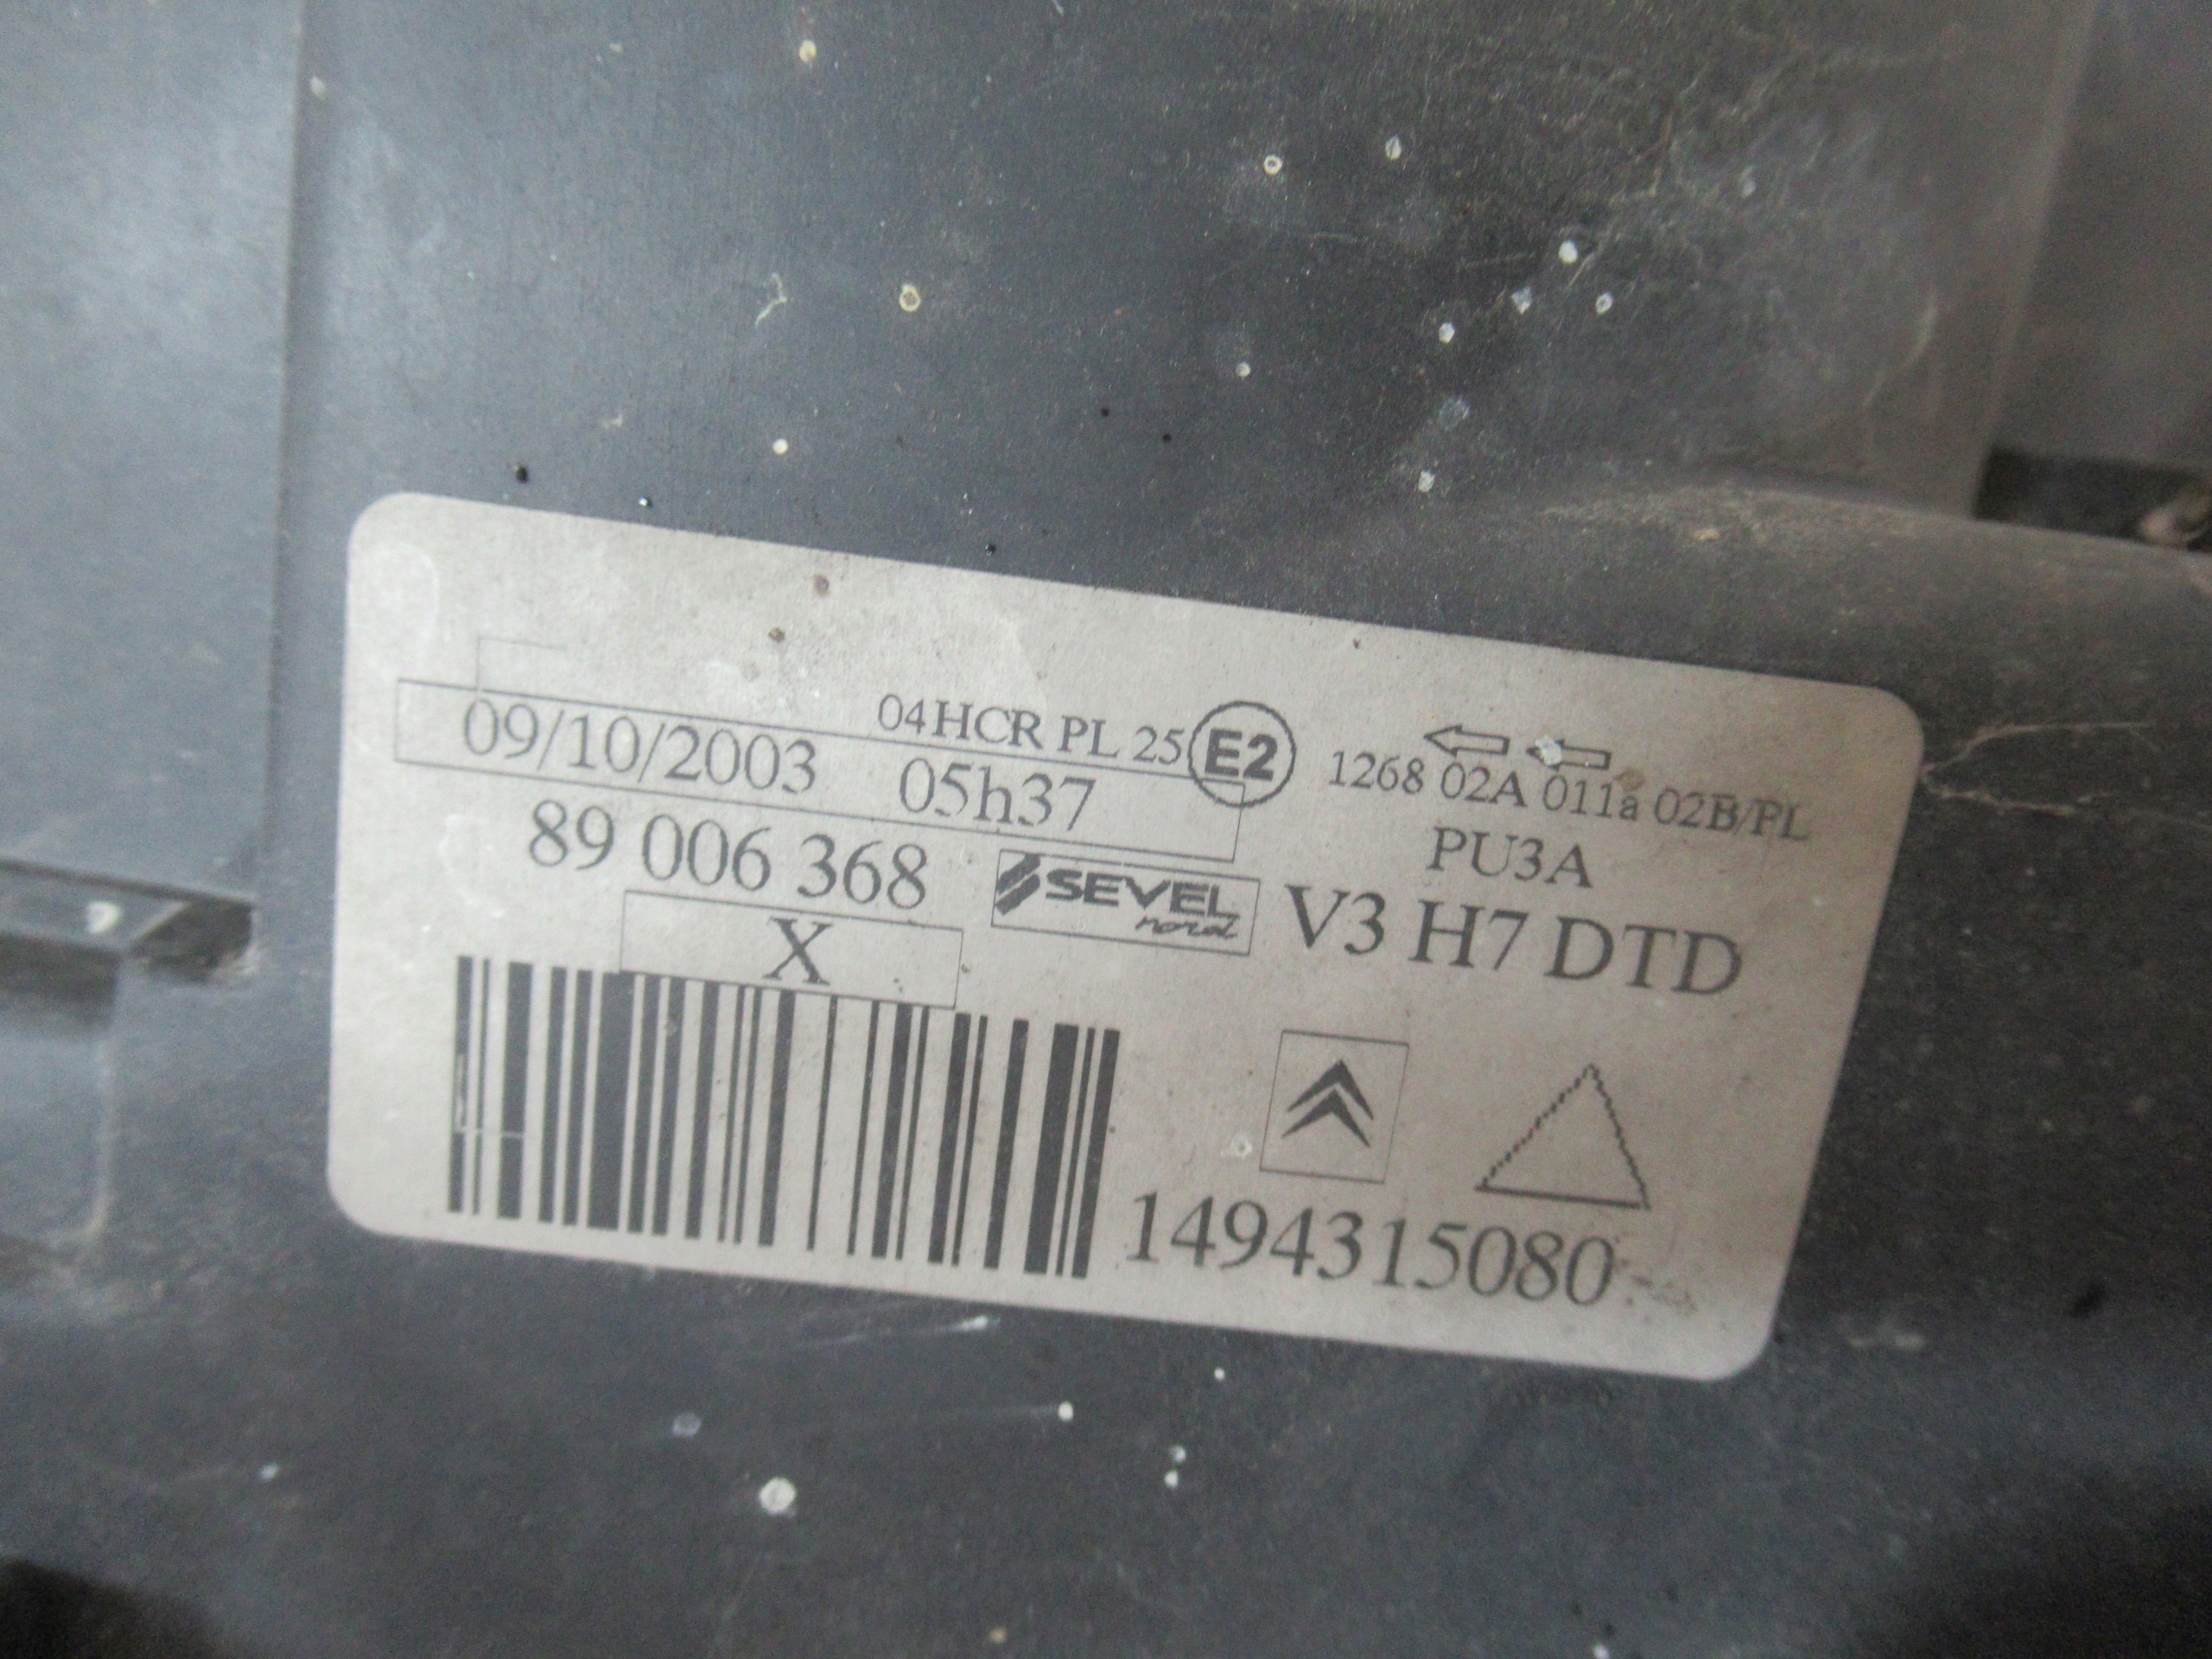 04HCR PL 25 E2 1268 02A 011a 02B/PL
09/10/2003 05h37
PU3A
89 006 368 SEVEL nord V3 H7 DTD
X
1494315080